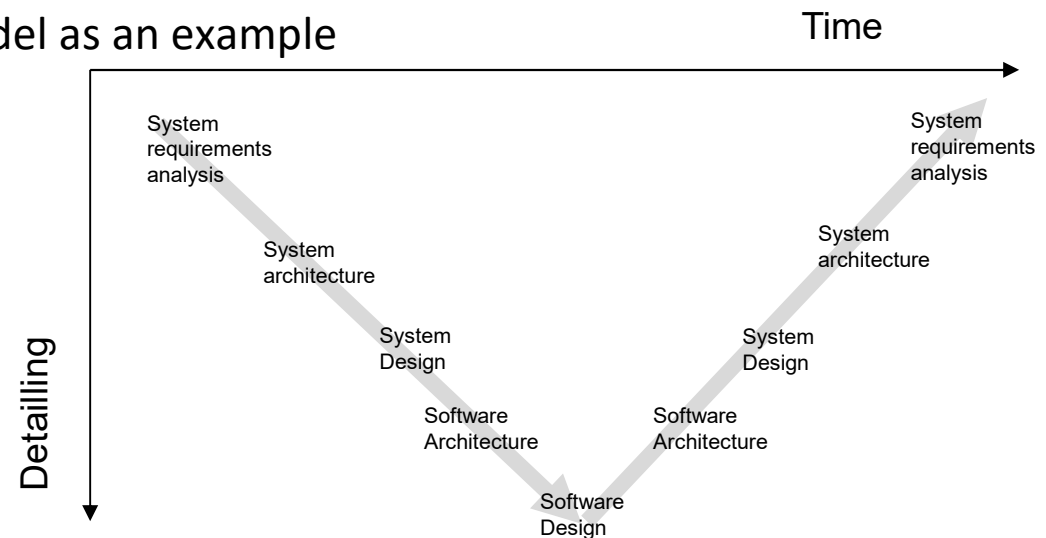 del as an example
Time
System
requirements
analysis
System
requirements
analysis
System
architecture
System
architecture
System
Design
System
Design
Software
Architecture
Software
Architecture
Software
Design
Detailling